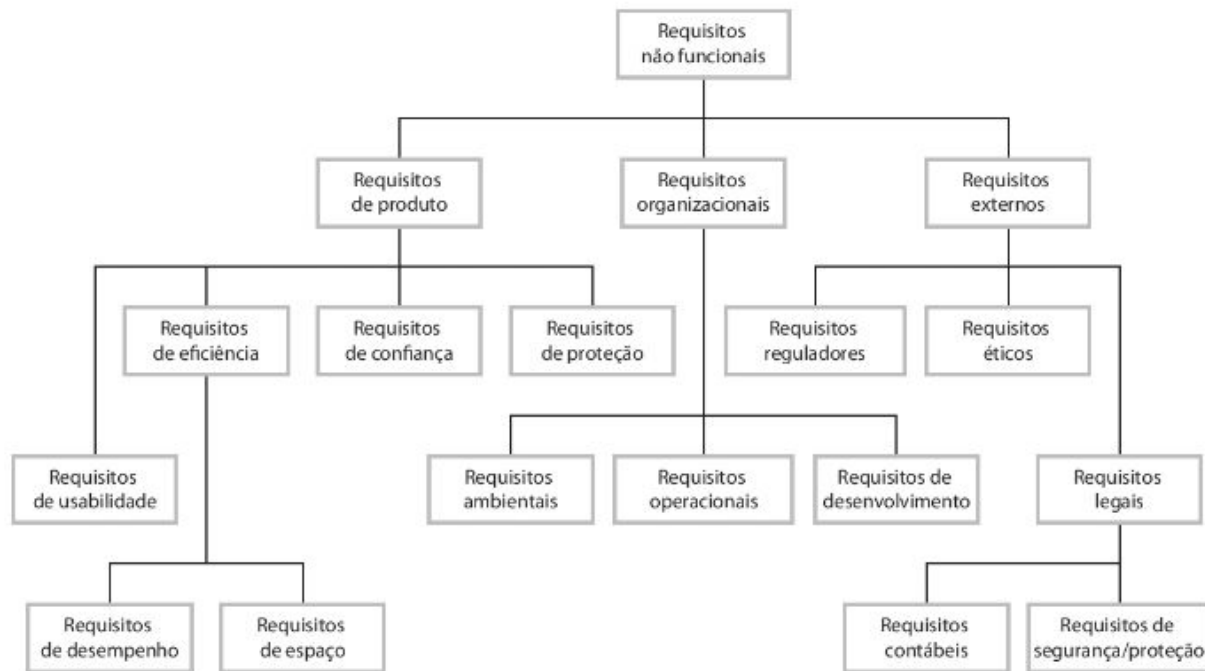 Requisitos
não funcionais
Requisitos
de produto
Requisitos
organizacionais
Requisitos
externos
Requisitos
de eficiência
Requisitos
de confiança
Requisitos
de proteção
Requisitos
reguladores
Requisitos
éticos
Requisitos
de usabilidade
Requisitos
ambientais
Requisitos
operacionais
Requisitos de
desenvolvimento
Requisitos
legais
Requisitos
de desempenho
Requisitos
de espaço
Requisitos
contábeis
Requisitos de
segurança/proteção